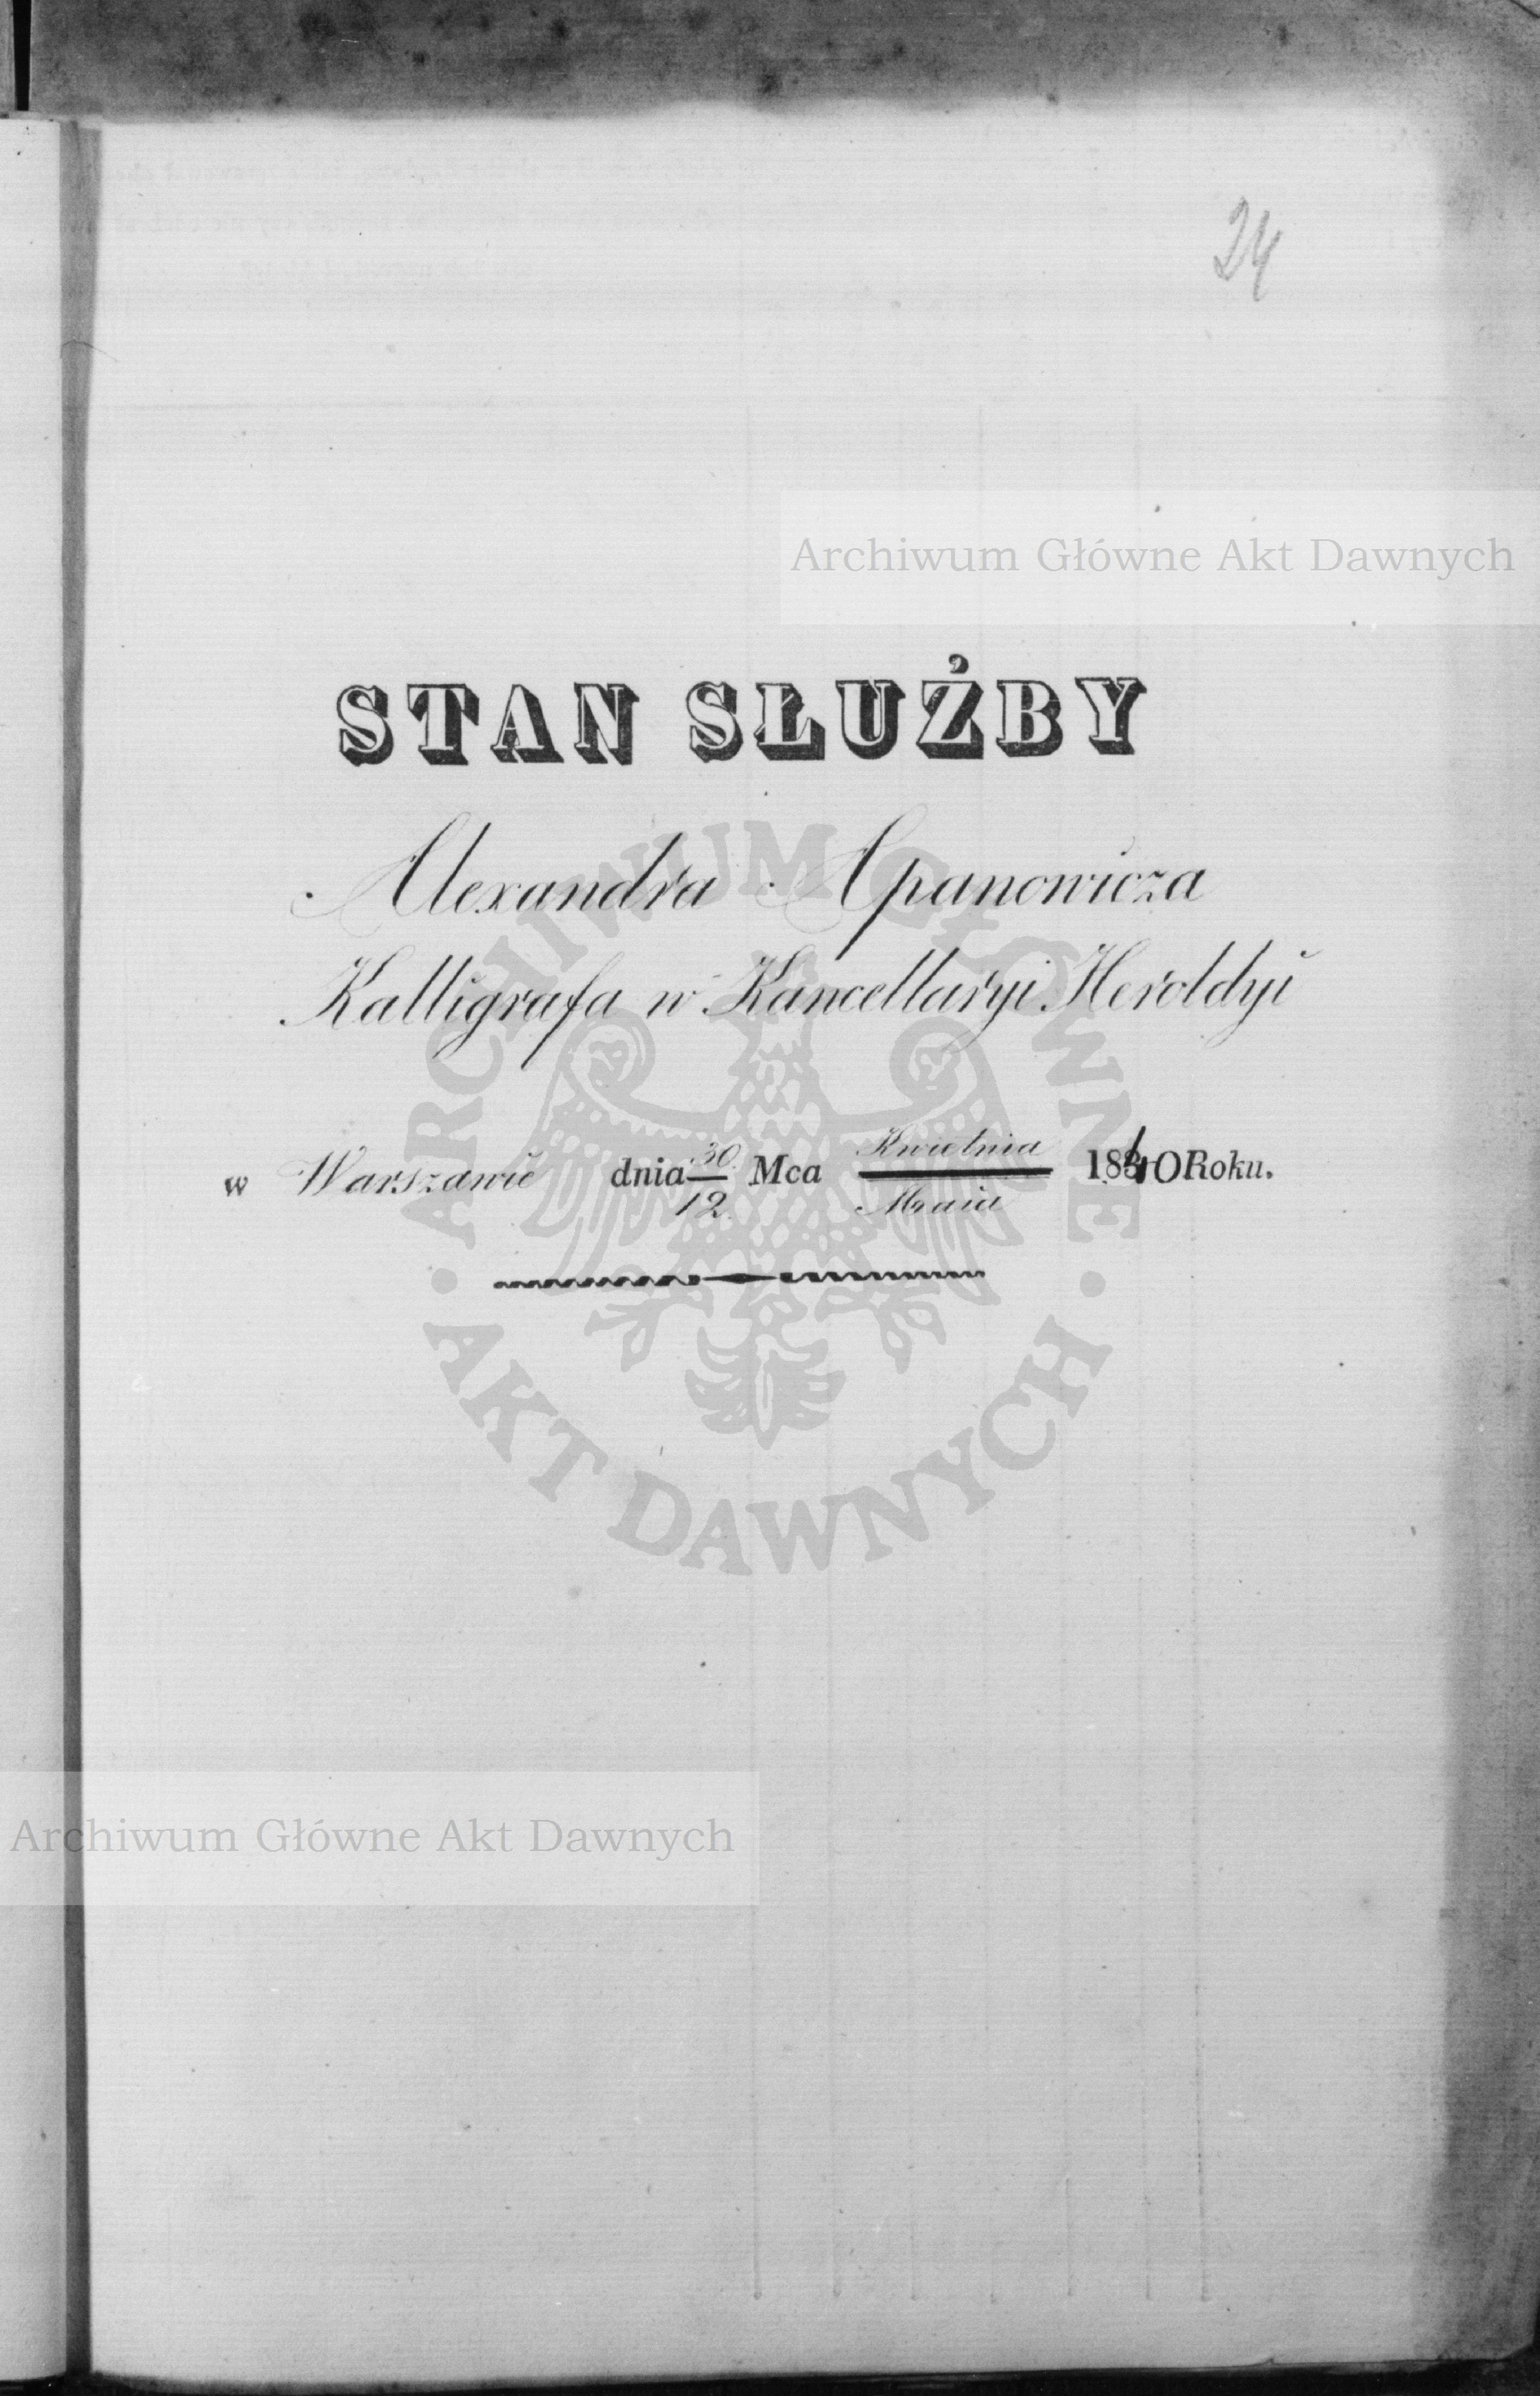 24
Archiwum Główne Akt Dawnych
STAN SŁUŻBY
Alexandra Apanowicza
Kalligrafa w Kancellaryi Heroldyi
w Warszawie dnia 30/12 Mca Kwietnia/Maia 1840 Roku.
ARCHIWUM GŁÓWNE
AKT DAWNYCH
Archiwum Główne Akt Dawnych